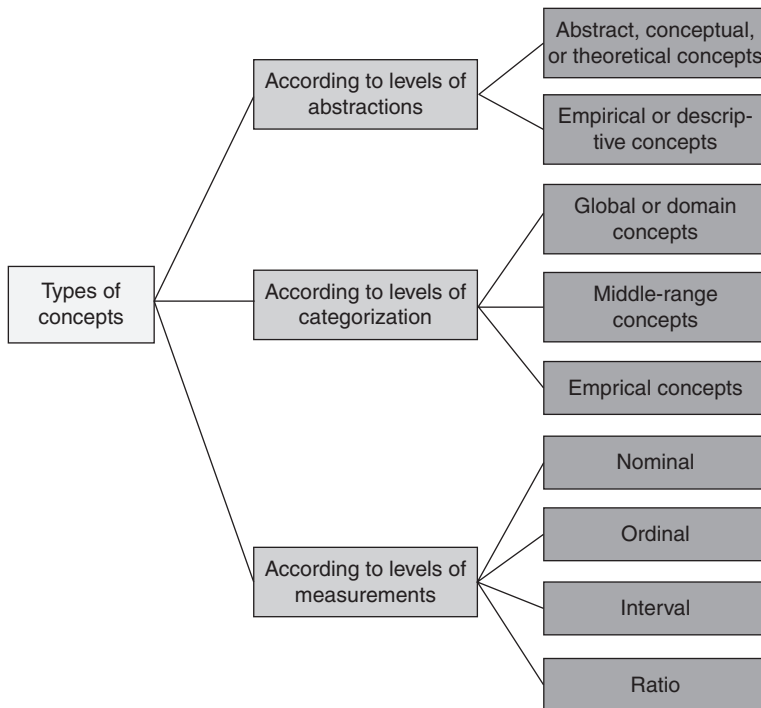 Types of
concepts
According to levels of
abstractions
Abstract, conceptual,
or theoretical concepts
Empirical or descrip-
tive concepts
According to levels of
categorization
Global or domain
concepts
Middle-range
concepts
Emprical concepts
According to levels of
measurements
Nominal
Ordinal
Interval
Ratio